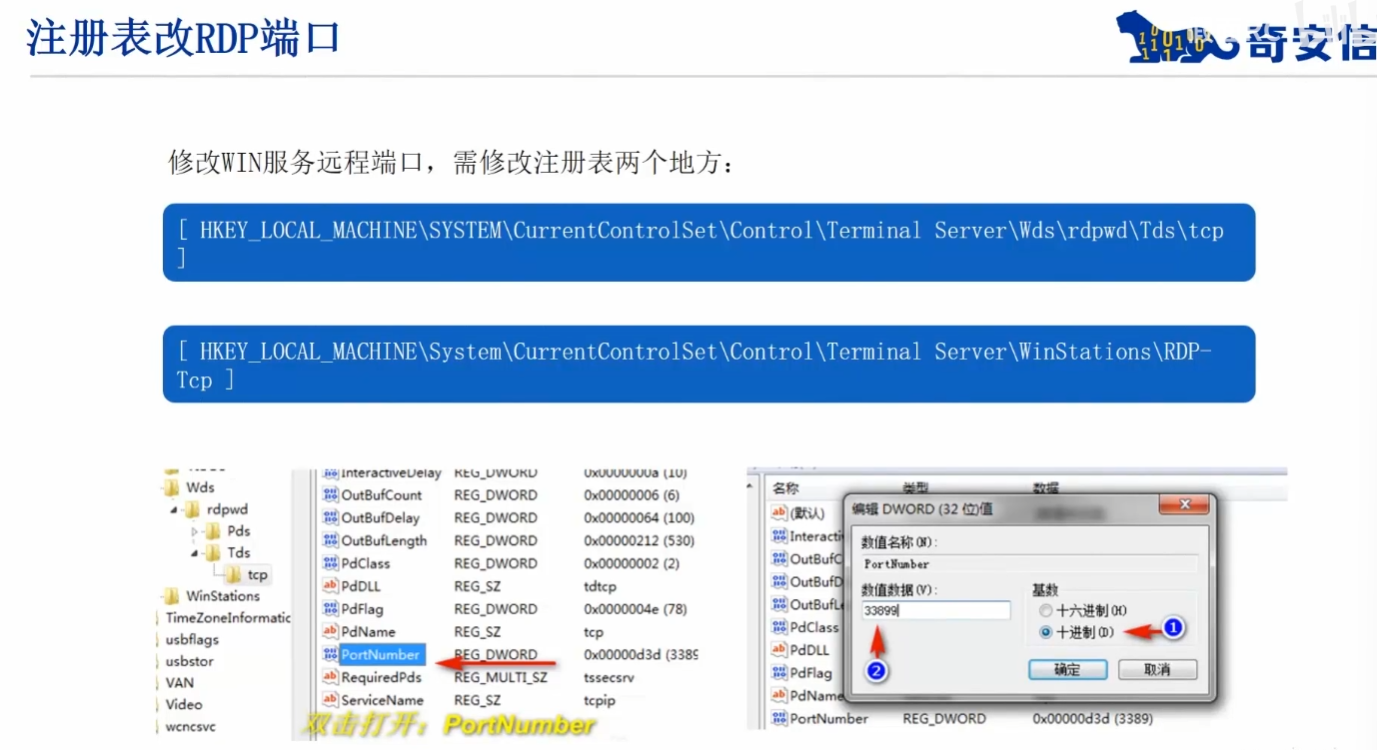 注册表改RDP端口
奇安信
修改WIN服务远程端口，需修改注册表两个地方：
[ HKEY_LOCAL_MACHINE\SYSTEM\CurrentControlSet\Control\Terminal Server\Wds\rdpwd\Tds\tcp
]
[ HKEY_LOCAL_MACHINE\System\CurrentControlSet\Control\Terminal Server\WinStations\RDP-
Tcp ]
Wds
rdpwd
Pds
Tds
tcp
WinStations
TimeZoneInformatic
usbflags
usbstor
VAN
Video
wcncsvc
InteractiveDelay REG_DWORD 0x0000000a (10)
OutBufCount REG_DWORD 0x00000006 (6)
OutBufDelay REG_DWORD 0x00000064 (100)
OutBufLength REG_DWORD 0x00000212 (530)
PdClass REG_DWORD 0x00000002 (2)
PdDLL REG_SZ tdtcp
PdFlag REG_DWORD 0x0000004e (78)
PdName REG_SZ tcp
PortNumber REG_DWORD 0x00000d3d (3389
RequiredPds REG_MULTI_SZ tssecsrv
ServiceName REG_SZ tcpip
双击打开：PortNumber
名称 类型 数据
(默认)
Interacti
OutBufC
OutBufD
OutBufL
PdClass
PdDLL
PdFlag
PdName
PortNumber REG_DWORD 0x00000d3d (3389)
编辑 DWORD (32 位)值
数值名称(N)：
PortNumber
数值数据(V)：
33899
基数
十六进制(H)
十进制(D)
1
2
确定 取消